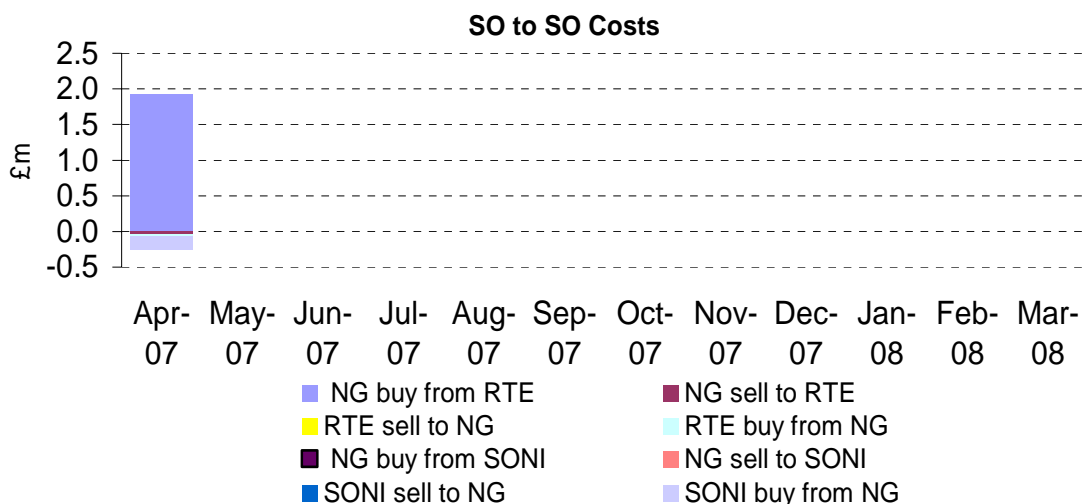 SO to SO Costs
2.5
2.0
1.5
1.0
0.5
0.0
-0.5
£m
Apr- May- Jun- Jul- Aug- Sep- Oct- Nov- Dec- Jan- Feb- Mar-
07 07 07 07 07 07 07 07 07 08 08 08
NG buy from RTE NG sell to RTE
RTE sell to NG RTE buy from NG
NG buy from SONI NG sell to SONI
SONI sell to NG SONI buy from NG